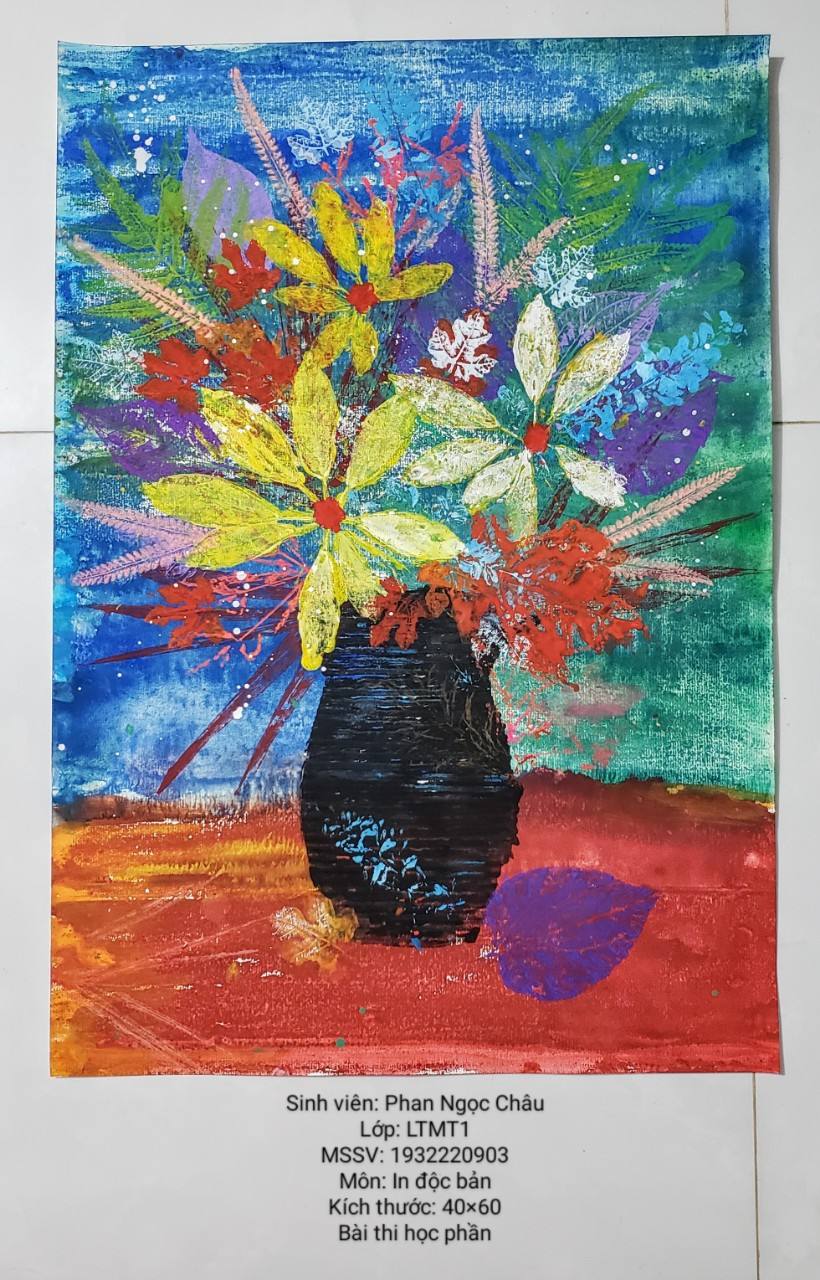 Sinh viên: Phan Ngọc Châu
Lớp: LTMT1
MSSV: 1932220903
Môn: In độc bản
Kích thước: 40×60
Bài thi học phần